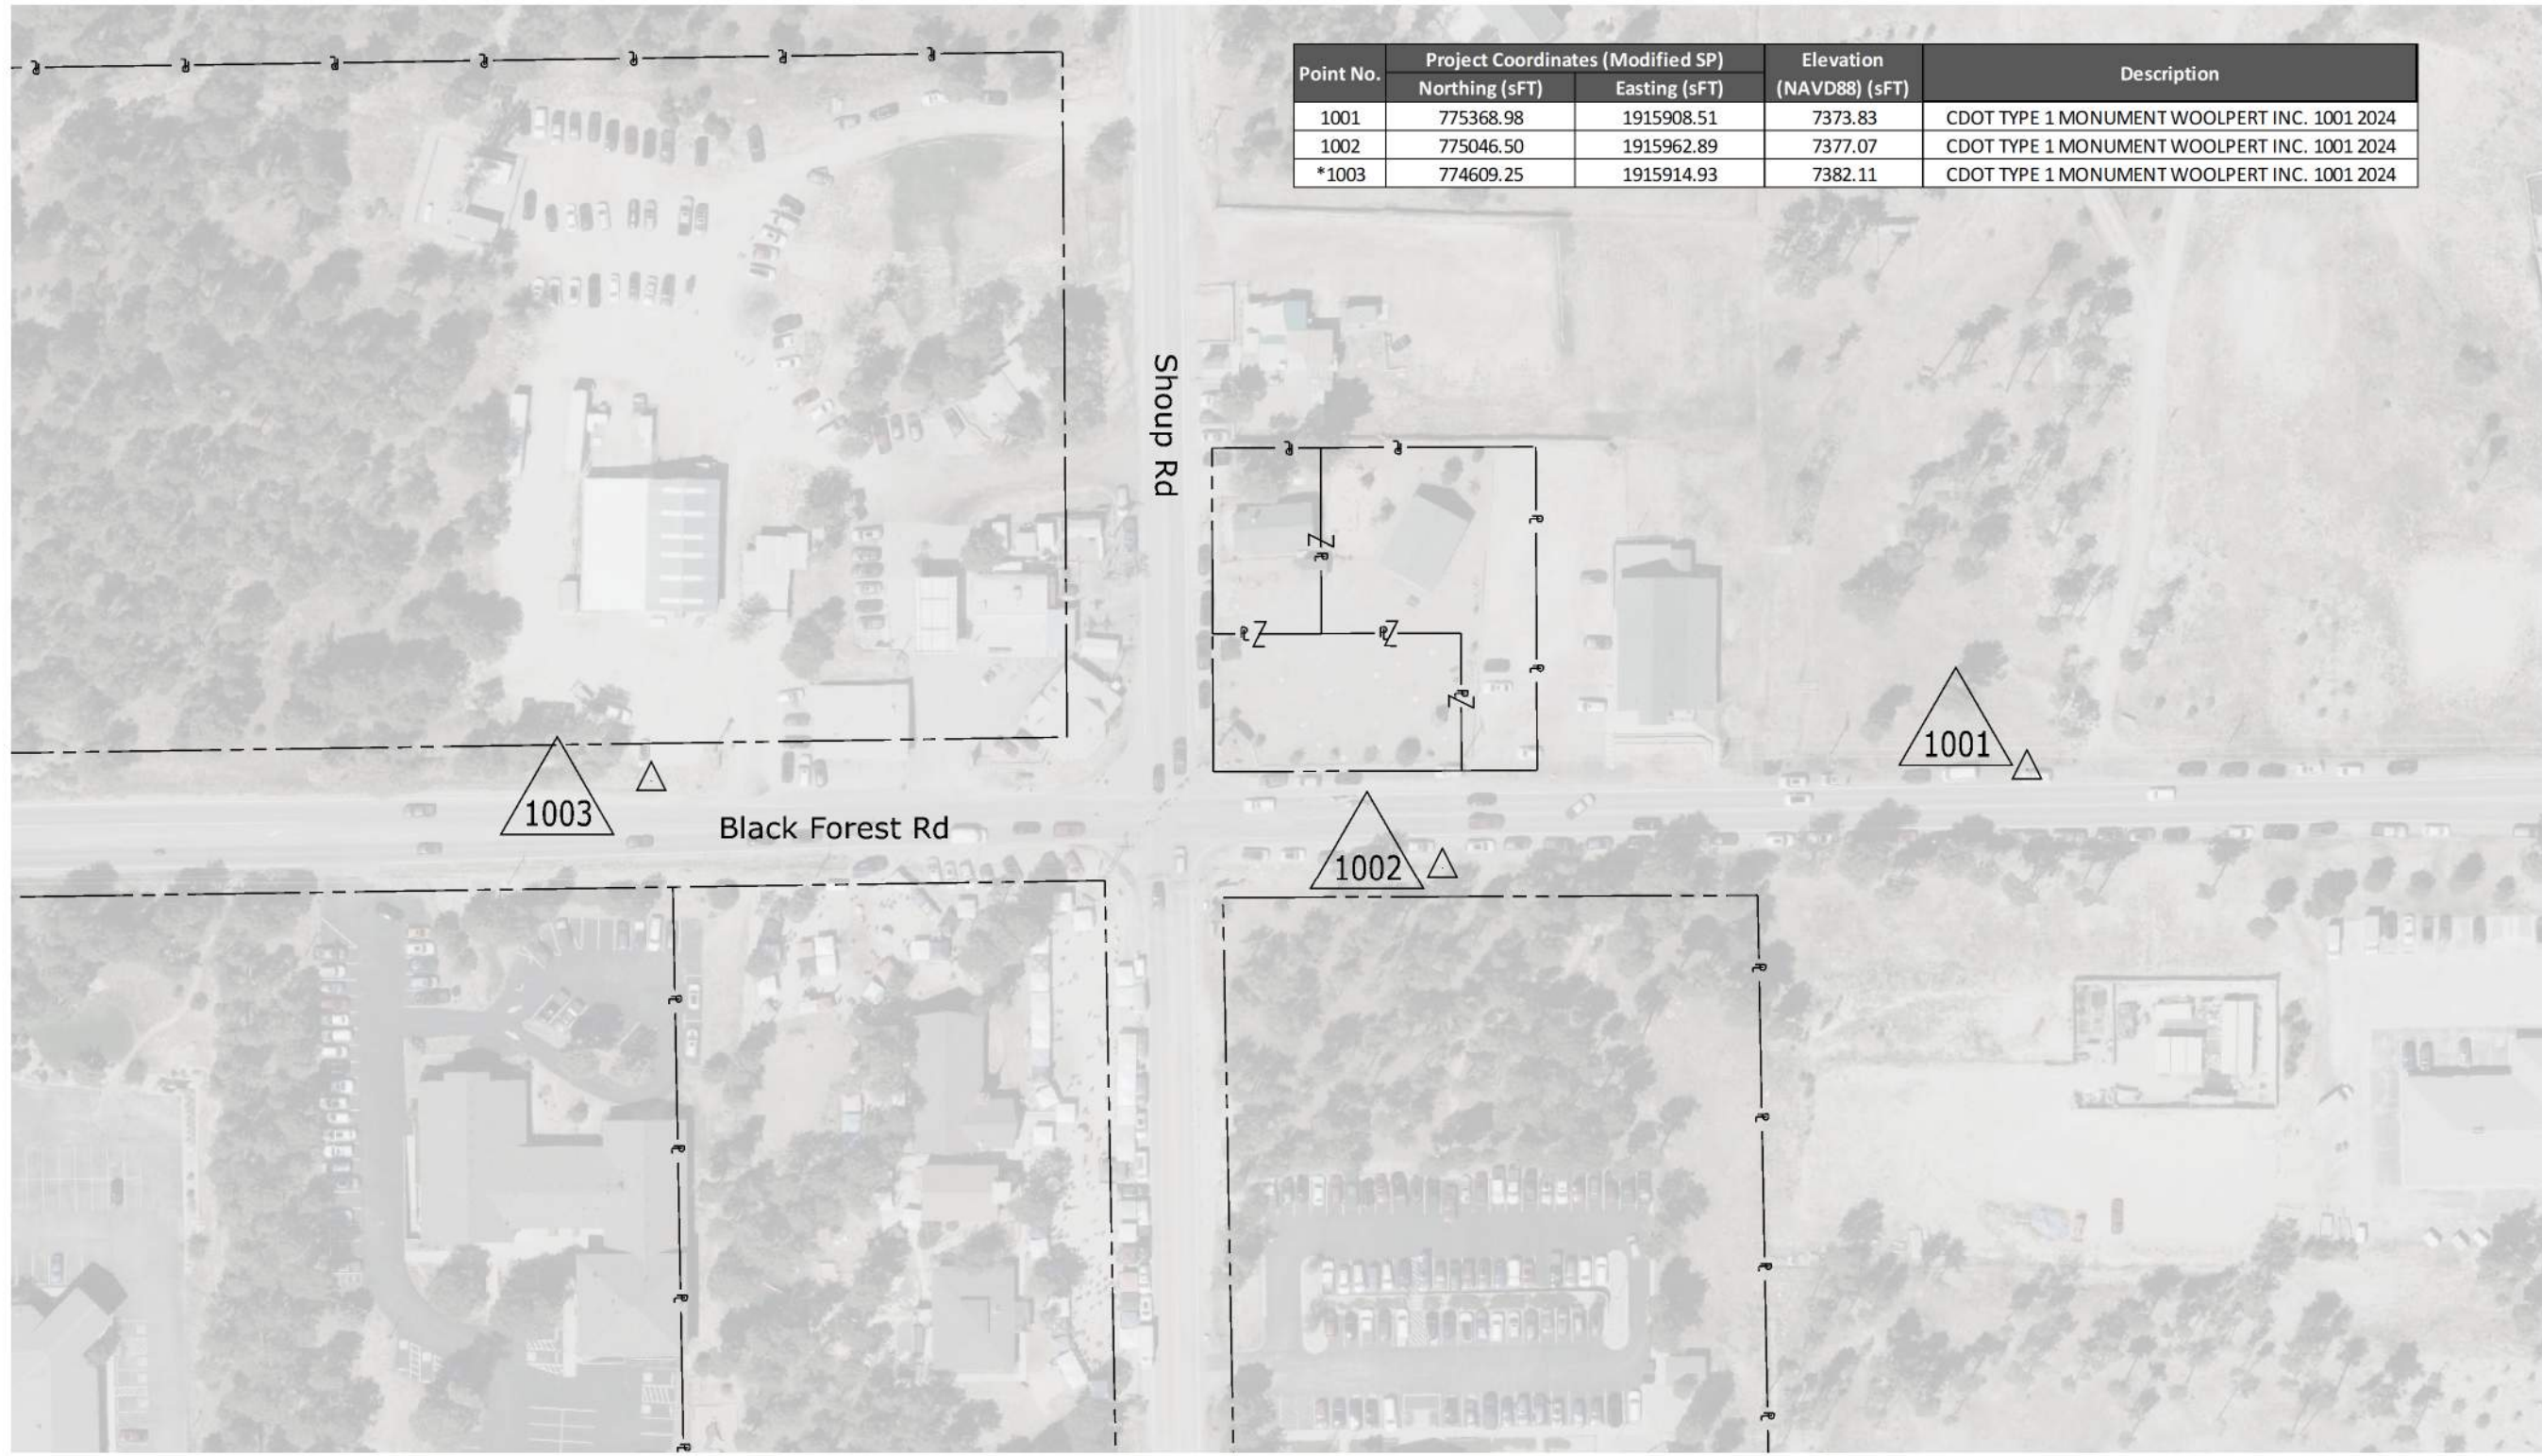 Point No. Project Coordinates (Modified SP) Elevation (NAVD88) (sFT) Description
Northing (sFT) Easting (sFT)
1001 775368.98 1915908.51 7373.83 CDOT TYPE 1 MONUMENT WOOLPERT INC. 1001 2024
1002 775046.50 1915962.89 7377.07 CDOT TYPE 1 MONUMENT WOOLPERT INC. 1001 2024
*1003 774609.25 1915914.93 7382.11 CDOT TYPE 1 MONUMENT WOOLPERT INC. 1001 2024
Shoup Rd
1001
1003
Black Forest Rd
1002